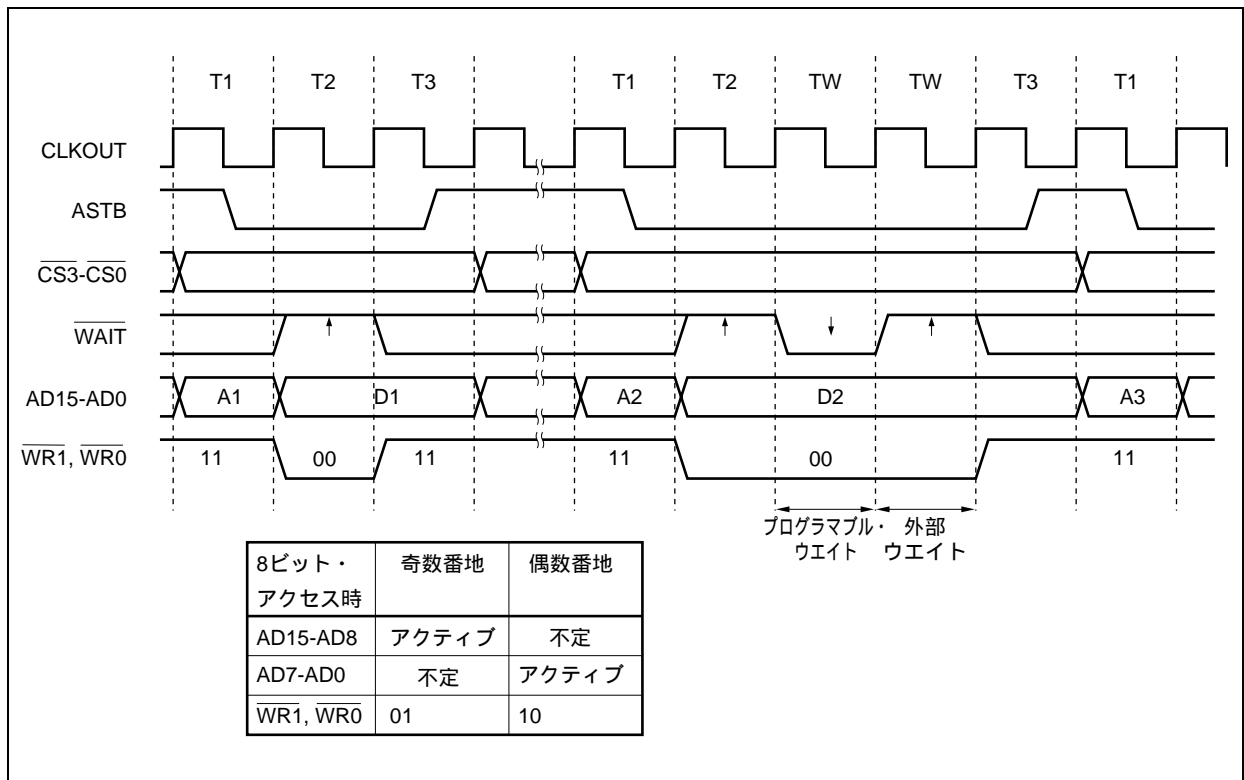 T1 T2 T3 T1 T2 TW TW T3 T1
CLKOUT
ASTB
CS3-CS0
WAIT
AD15-AD0 A1 D1 A2 D2 A3
WR1, WR0 11 00 11 11 00 11
プログラマブル・ 外部
ウエイト ウエイト
8ビット・ 奇数番地 偶数番地
アクセス時
AD15-AD8 アクティブ 不定
AD7-AD0 不定 アクティブ
WR1, WR0 01 10